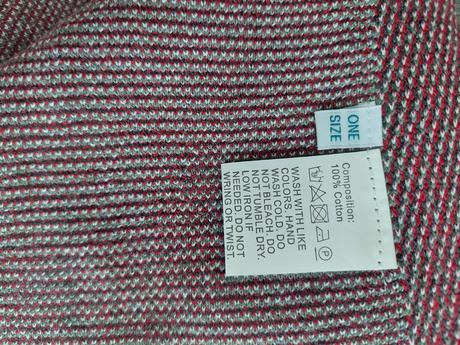 ONE
SIZE
Composition:
100% Cotton
P
WASH WITH LIKE
COLORS, HAND
WASH COLD. DO
NOT BLEACH. DO
NOT TUMBLE DRY.
LOW IRON IF
NEEDED. DO NOT
WRING OR TWIST.